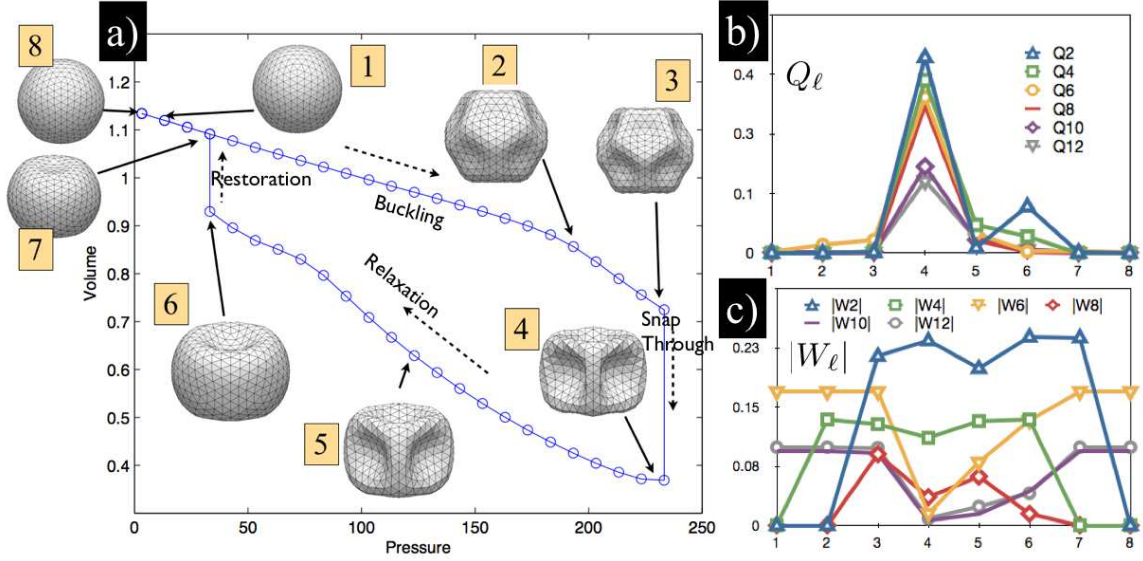 a)
8
1
2
3
7
6
5
4
Restoration
Buckling
Relaxation
Snap
Through
Volume
1.2
1.1
1
0.9
0.8
0.7
0.6
0.5
0.4
0
50
100
150
200
250
Pressure
b)
Qℓ
0.4
0.3
0.1
0
Q2
Q4
Q6
Q8
Q10
Q12
1 2 3 4 5 6 7 8
c)
|Wℓ|
|W2| |W4| |W6| |W8|
|W10| |W12|
0.23
0.15
0.08
0
1 2 3 4 5 6 7 8